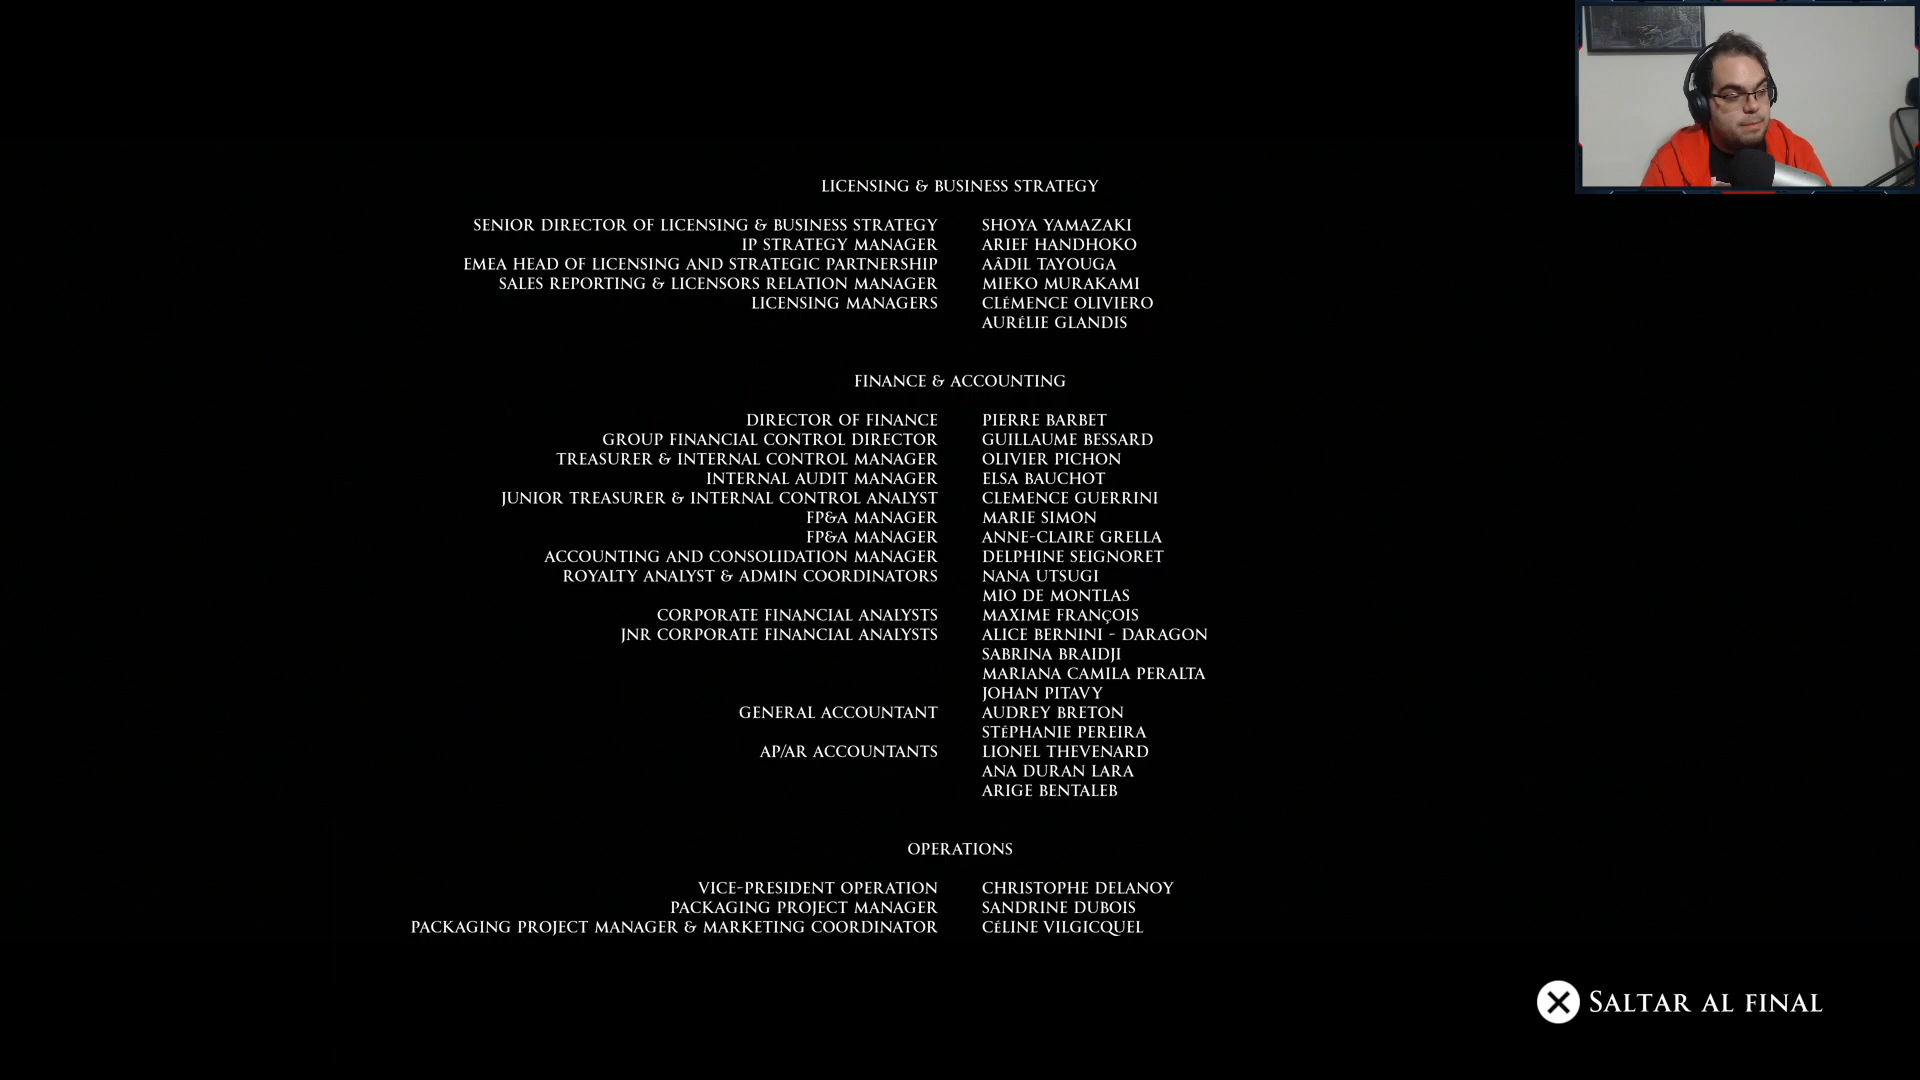 LICENSING & BUSINESS STRATEGY
SENIOR DIRECTOR OF LICENSING & BUSINESS STRATEGY SHOYA YAMAZAKI
IP STRATEGY MANAGER ARIEF HANDHOKO
EMEA HEAD OF LICENSING AND STRATEGIC PARTNERSHIP AÂDIL TAYOUGA
SALES REPORTING & LICENSORS RELATION MANAGER MIEKO MURAKAMI
LICENSING MANAGERS CLÉMENCE OLIVIERO
AURÉLIE GLANDIS
FINANCE & ACCOUNTING
DIRECTOR OF FINANCE PIERRE BARBET
GROUP FINANCIAL CONTROL DIRECTOR GUILLAUME BESSARD
TREASURER & INTERNAL CONTROL MANAGER OLIVIER PICHON
INTERNAL AUDIT MANAGER ELSA BAUCHOT
JUNIOR TREASURER & INTERNAL CONTROL ANALYST CLEMENCE GUERRINI
FP&A MANAGER MARIE SIMON
FP&A MANAGER ANNE-CLAIRE GRELLA
ACCOUNTING AND CONSOLIDATION MANAGER DELPHINE SEIGNORET
ROYALTY ANALYST & ADMIN COORDINATORS NANA UTSUGI
MIO DE MONTLAS
CORPORATE FINANCIAL ANALYSTS MAXIME FRANÇOIS
JNR CORPORATE FINANCIAL ANALYSTS ALICE BERNINI - DARAGON
SABRINA BRAIDJI
MARIANA CAMILA PERALTA
JOHAN PITAVY
GENERAL ACCOUNTANT AUDREY BRETON
STÉPHANIE PEREIRA
AP/AR ACCOUNTANTS LIONEL THEVENARD
ANA DURAN LARA
ARIGE BENTALEB
OPERATIONS
VICE-PRESIDENT OPERATION CHRISTOPHE DELANOY
PACKAGING PROJECT MANAGER SANDRINE DUBOIS
PACKAGING PROJECT MANAGER & MARKETING COORDINATOR CÉLINE VILGICQUEL
SALTAR AL FINAL